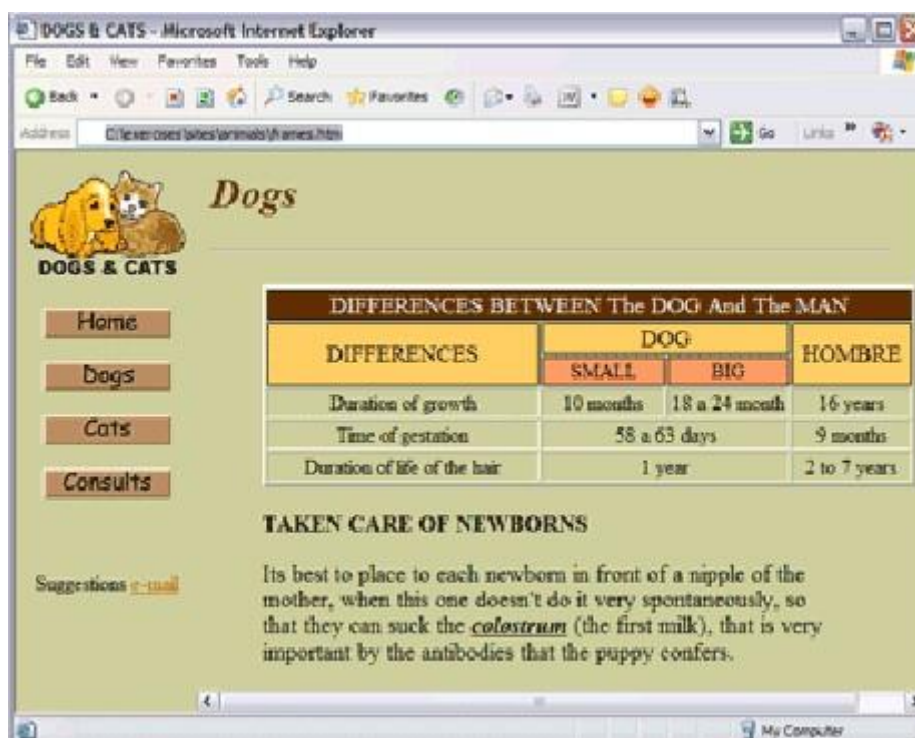 DOGS & CATS - Microsoft Internet Explorer
File Edit View Favorites Tools Help
Back Search Favorites
Address C:\exercises\sites\animals\frames.htm Go Links »
DOGS & CATS
Home
Dogs
Cats
Consults
Suggestions e-mail
Dogs
DIFFERENCES BETWEEN The DOG And The MAN
DIFFERENCES DOG HOMBRE
SMALL BIG
Duration of growth 10 months 18 a 24 month 16 years
Time of gestation 58 a 63 days 9 months
Duration of life of the hair 1 year 2 to 7 years
TAKEN CARE OF NEWBORNS
Its best to place to each newborn in front of a nipple of the
mother, when this one doesn't do it very spontaneously, so
that they can suck the colostrum (the first milk), that is very
important by the antibodies that the puppy confers.
My Computer